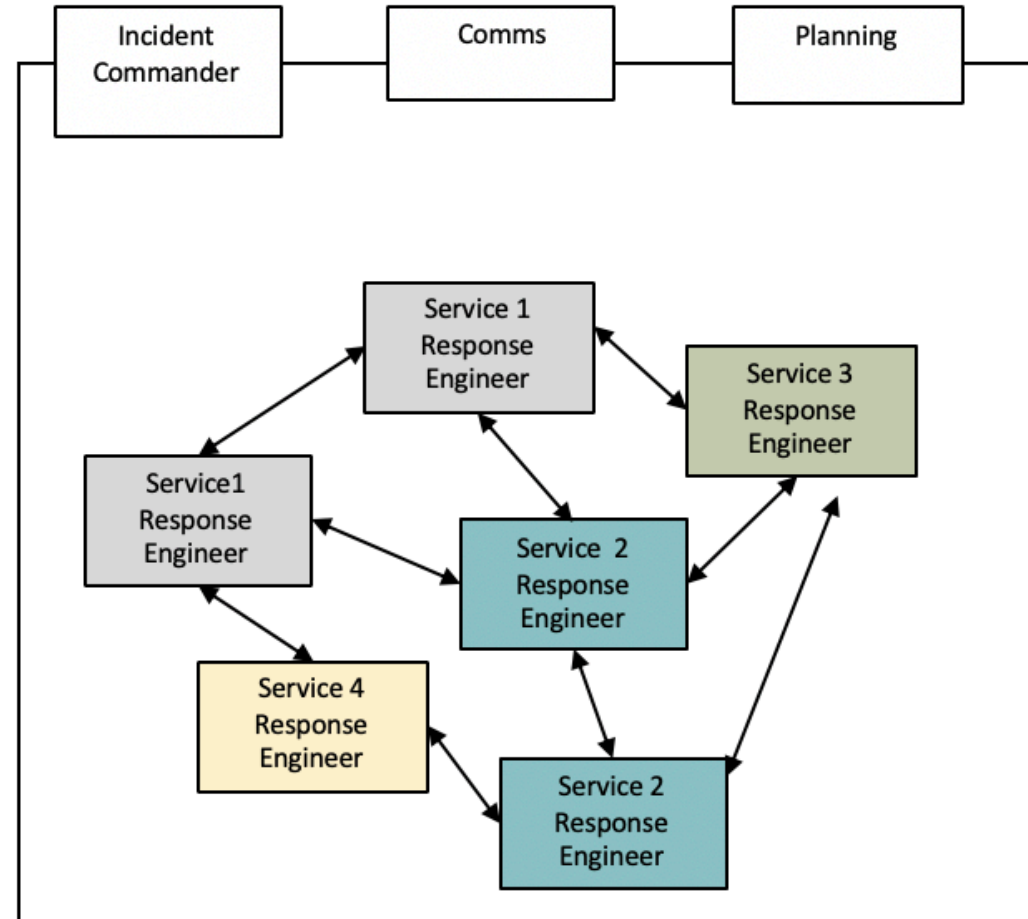 Incident
Commander
Comms
Planning
Service 1
Response
Engineer
Service 3
Response
Engineer
Service1
Response
Engineer
Service  2
Response
Engineer
Service 4
Response
Engineer
Service 2
Response
Engineer